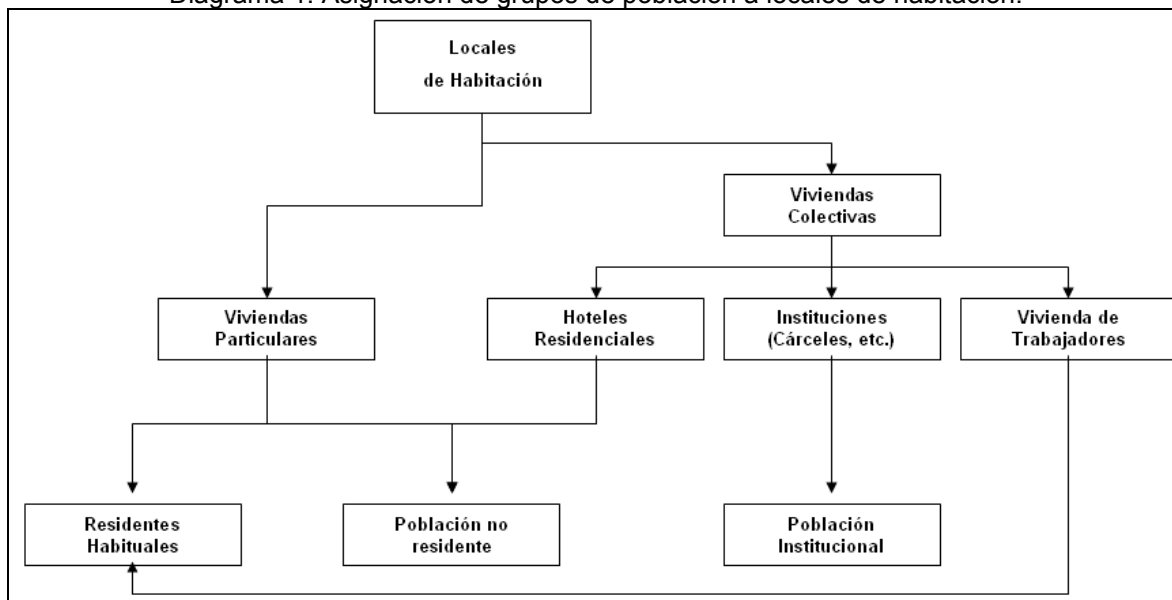 Diagrama 1. Asignación de grupos de población a locales de habitación.
Locales
de Habitación
Viviendas
Colectivas
Viviendas
Particulares
Hoteles
Residenciales
Instituciones
(Cárceles, etc.)
Vivienda de
Trabajadores
Residentes
Habituales
Población no
residente
Población
Institucional